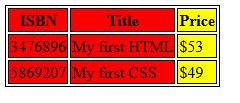 ISBN Title Price
3476896 My first HTML $53
5869207 My first CSS $49